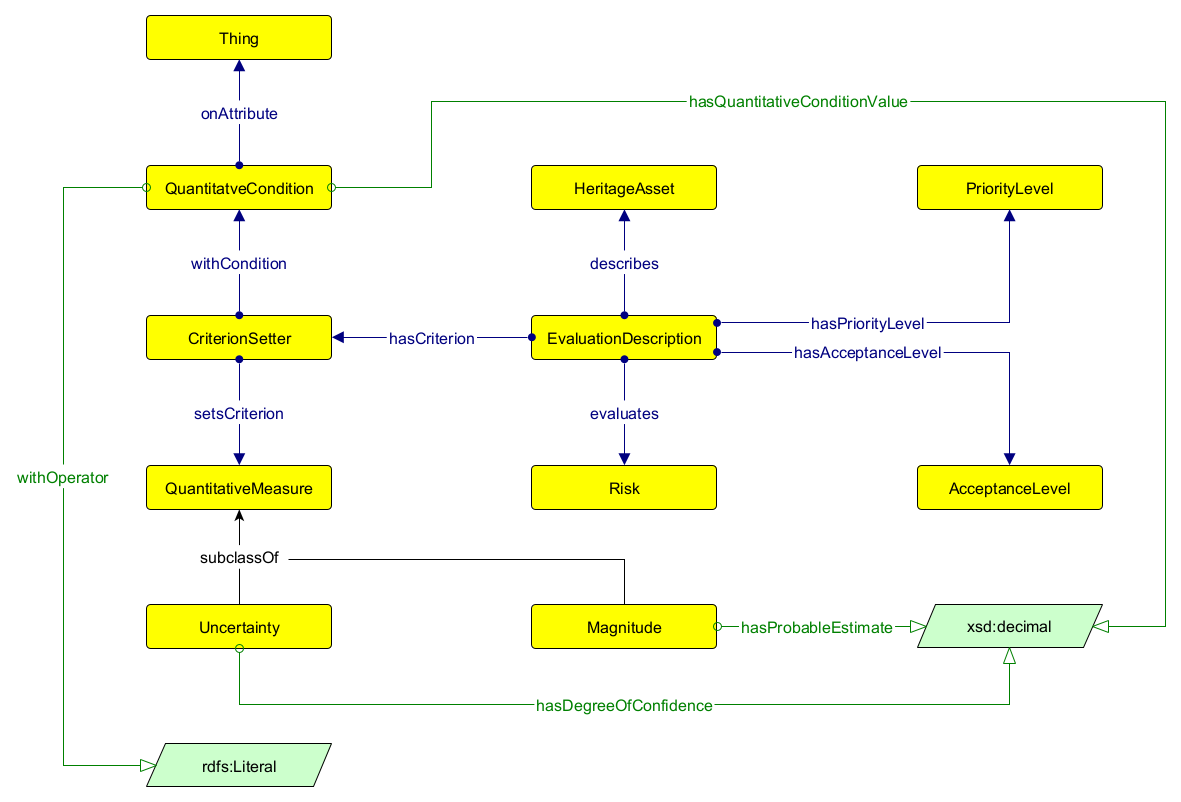 Thing
onAttribute
hasQuantitativeConditionValue
QuantitatveCondition
HeritageAsset
PriorityLevel
withCondition
describes
hasPriorityLevel
CriterionSetter
hasCriterion
EvaluationDescription
hasAcceptanceLevel
setsCriterion
evaluates
withOperator
QuantitativeMeasure
Risk
AcceptanceLevel
subclassOf
Uncertainty
Magnitude
hasProbableEstimate
xsd:decimal
hasDegreeOfConfidence
rdfs:Literal